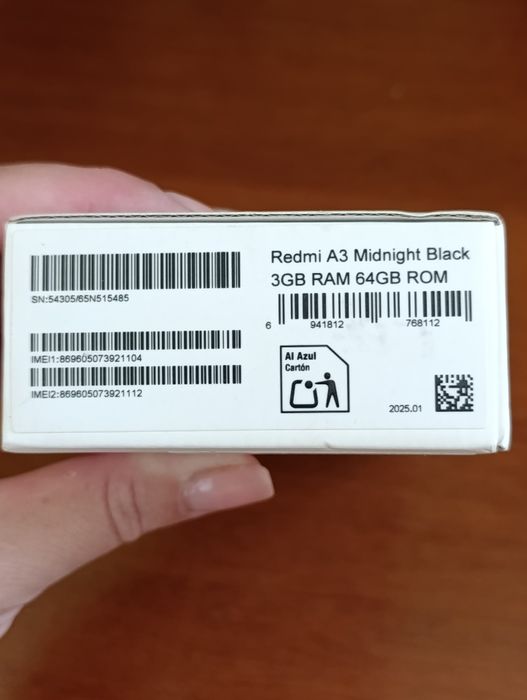 Redmi A3 Midnight Black
3GB RAM 64GB ROM
SN:54305/65N515485
6 941812 768112
IMEI1:869605073921104
IMEI2:869605073921112
Al Azul
Cartón
2025.01